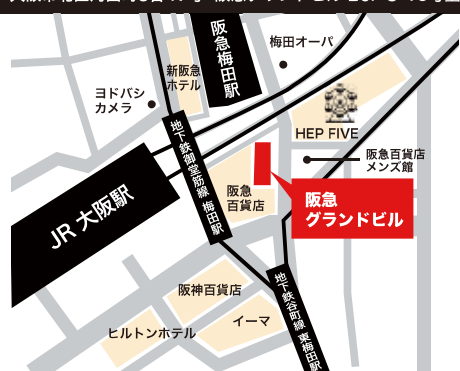 阪急梅田駅
梅田オーパ
新阪急
ホテル
ヨドバシ
カメラ
HEP FIVE
地下鉄御堂筋線 梅田駅
阪急百貨店
メンズ館
JR 大阪駅
阪急
百貨店
阪急
グランドビル
阪神百貨店
イーマ
ヒルトンホテル
地下鉄谷町線 東梅田駅